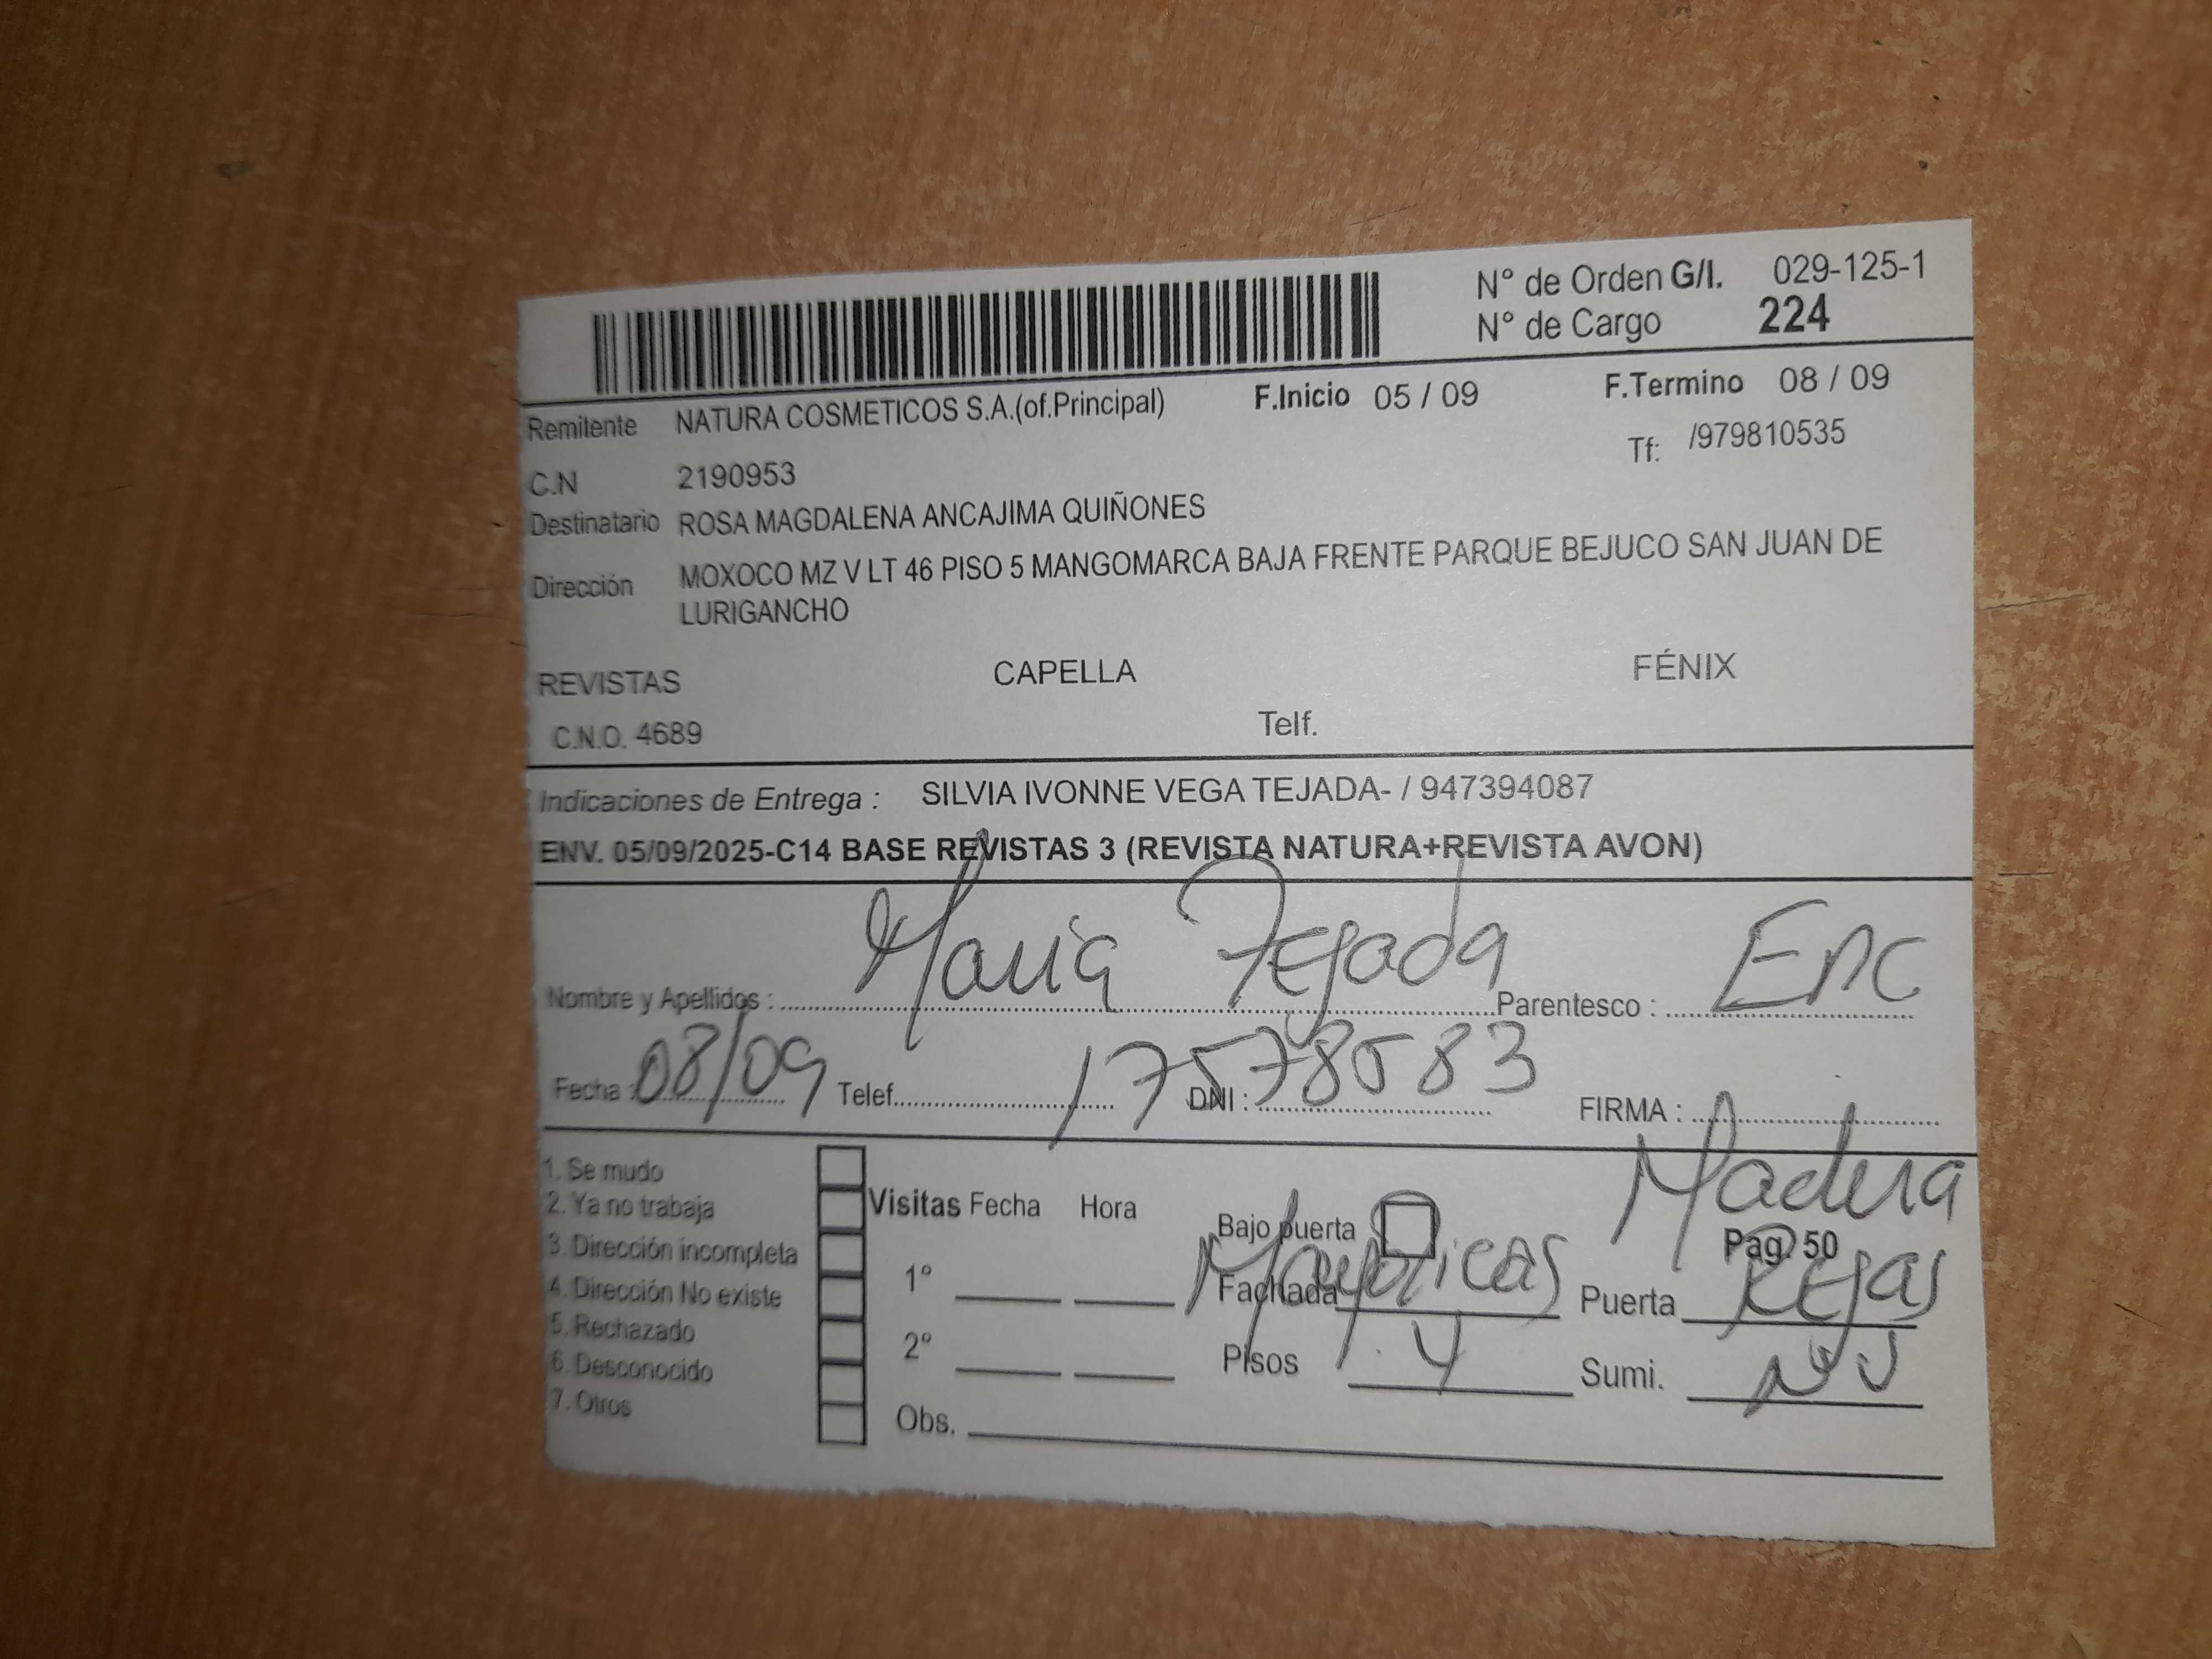 N° de Orden G/I. 029-125-1
N° de Cargo 224
Remitente NATURA COSMETICOS S.A.(of.Principal) F.Inicio 05 / 09 F.Termino 08 / 09
C.N 2190953 Tf: /979810535
Destinatario ROSA MAGDALENA ANCAJIMA QUIÑONES
Dirección MOXOCO MZ V LT 46 PISO 5 MANGOMARCA BAJA FRENTE PARQUE BEJUCO SAN JUAN DE
LURIGANCHO
REVISTAS CAPELLA FÉNIX
C.N.O. 4689 Telf.
Indicaciones de Entrega : SILVIA IVONNE VEGA TEJADA- / 947394087
ENV. 05/09/2025-C14 BASE REVISTAS 3 (REVISTA NATURA+REVISTA AVON)
Nombre y Apellidos : Maria Tejada Parentesco : Enc
Fecha : 08/09 Telef. DNI : 17578583 FIRMA :
1. Se mudo
2. Ya no trabaja Visitas Fecha Hora Bajo puerta Madera
3. Dirección incompleta Pag. 50
4. Dirección No existe 1° Fachada Mayolicas Puerta Rejas
5. Rechazado
6. Desconocido 2° Pisos 4 Sumi.
7. Otros
Obs.